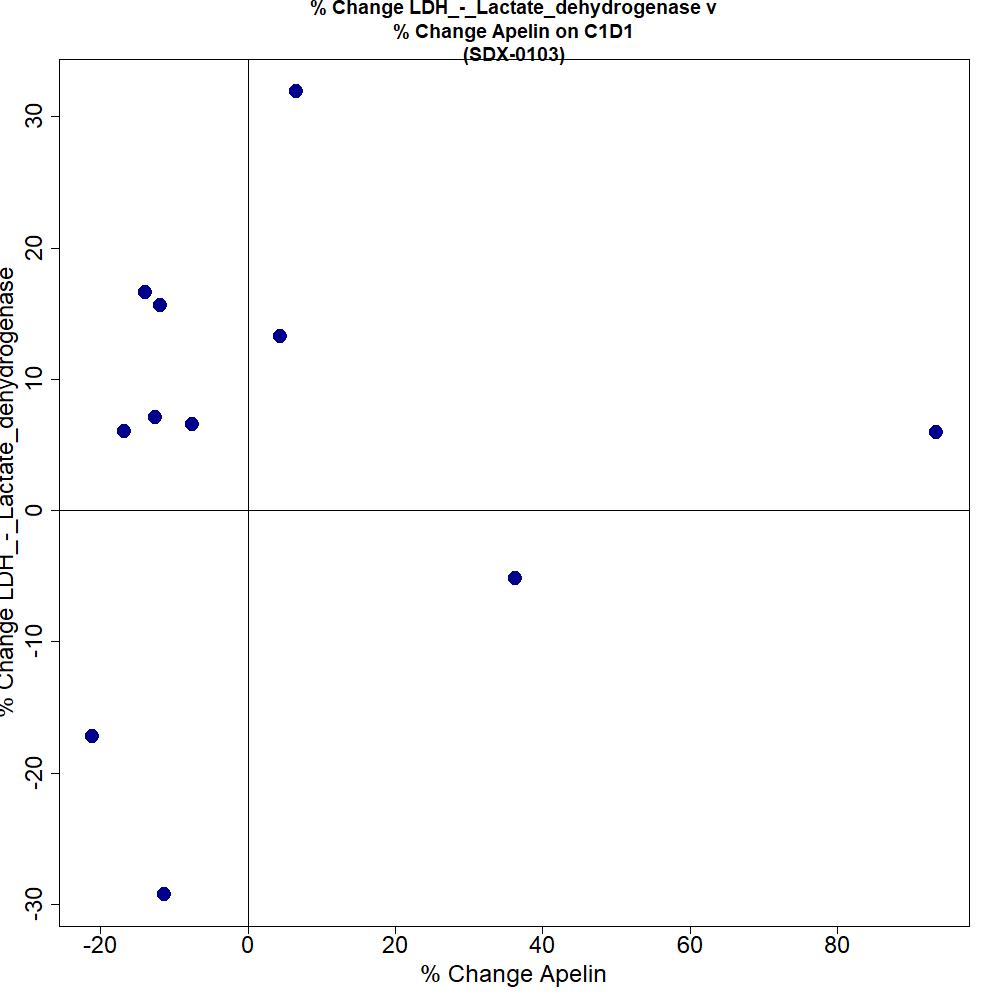 % Change LDH_-_Lactate_dehydrogenase v
% Change Apelin on C1D1
(SDX-0103)
% Change LDH_-_Lactate_dehydrogenase
30
20
10
0
-10
-20
-30
-20 0 20 40 60 80
% Change Apelin